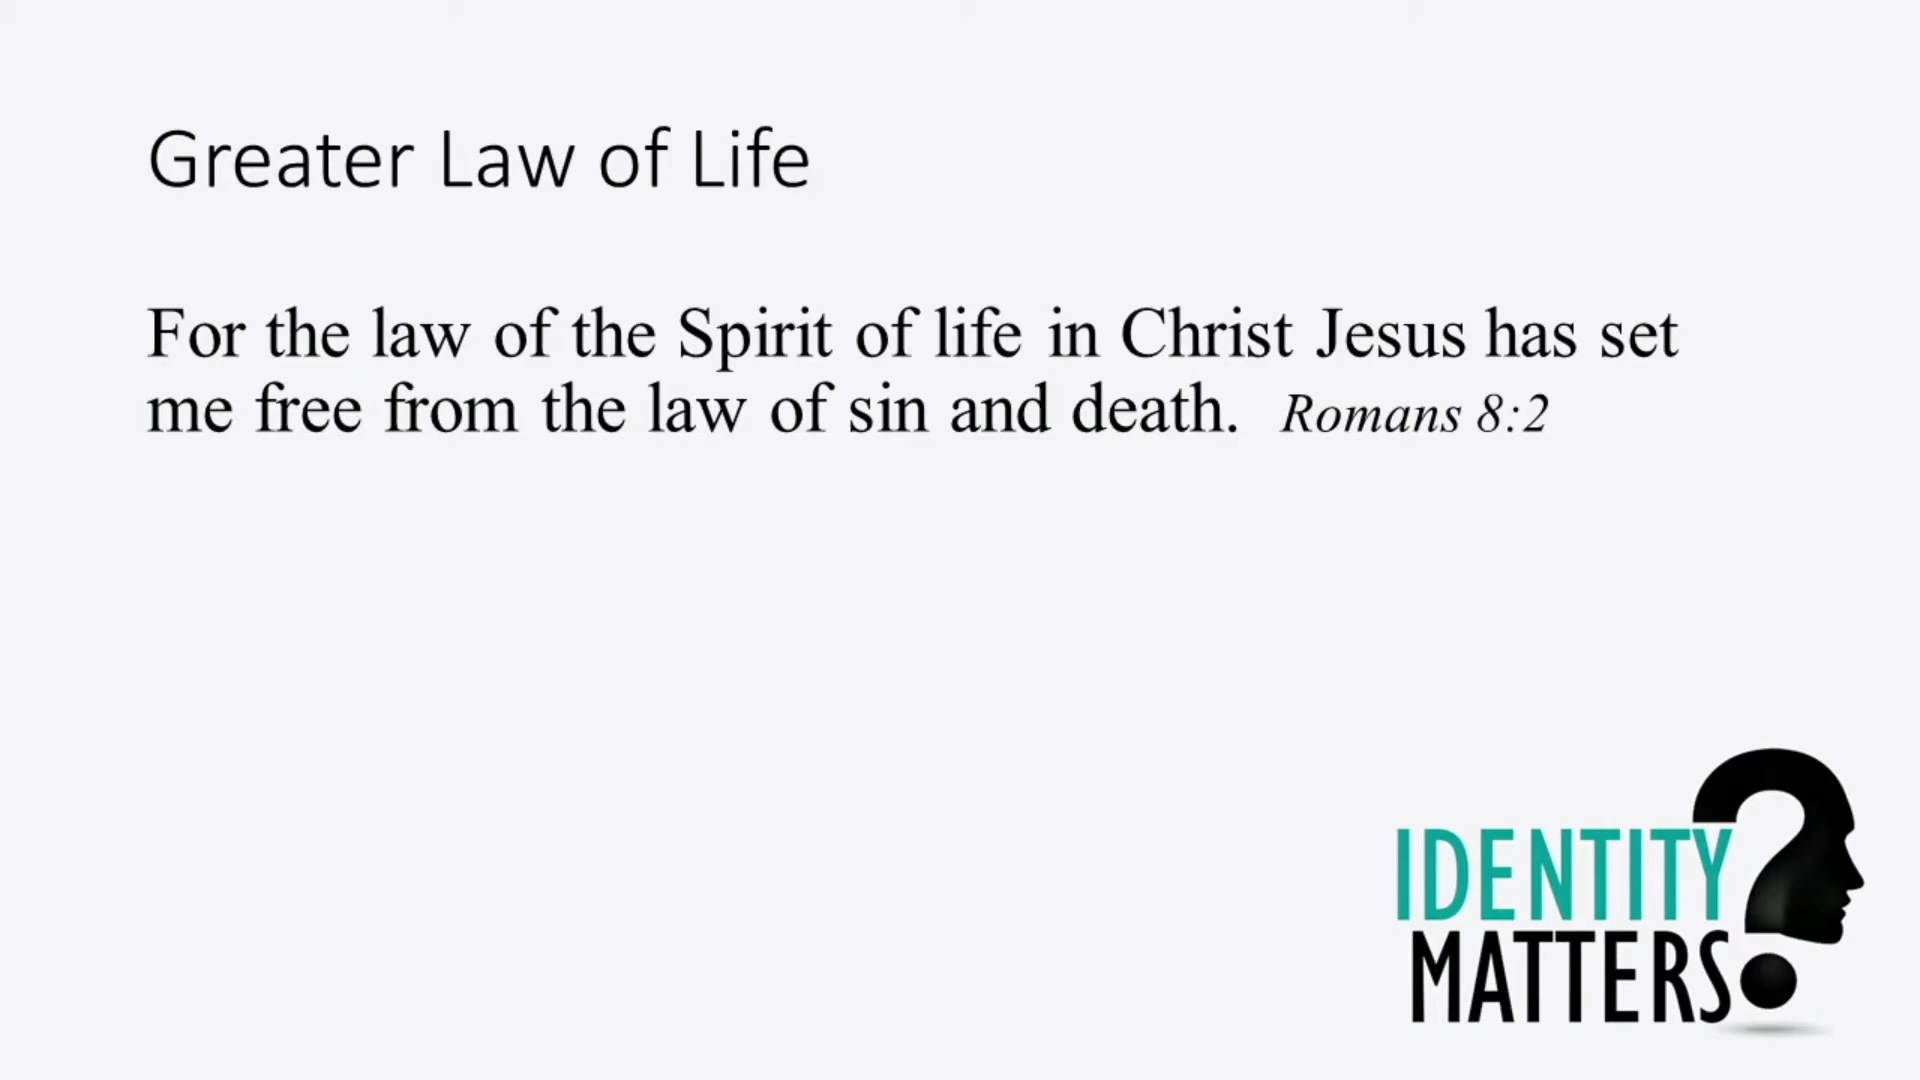 Greater Law of Life
For the law of the Spirit of life in Christ Jesus has set
me free from the law of sin and death. Romans 8:2
IDENTITY
MATTERS?